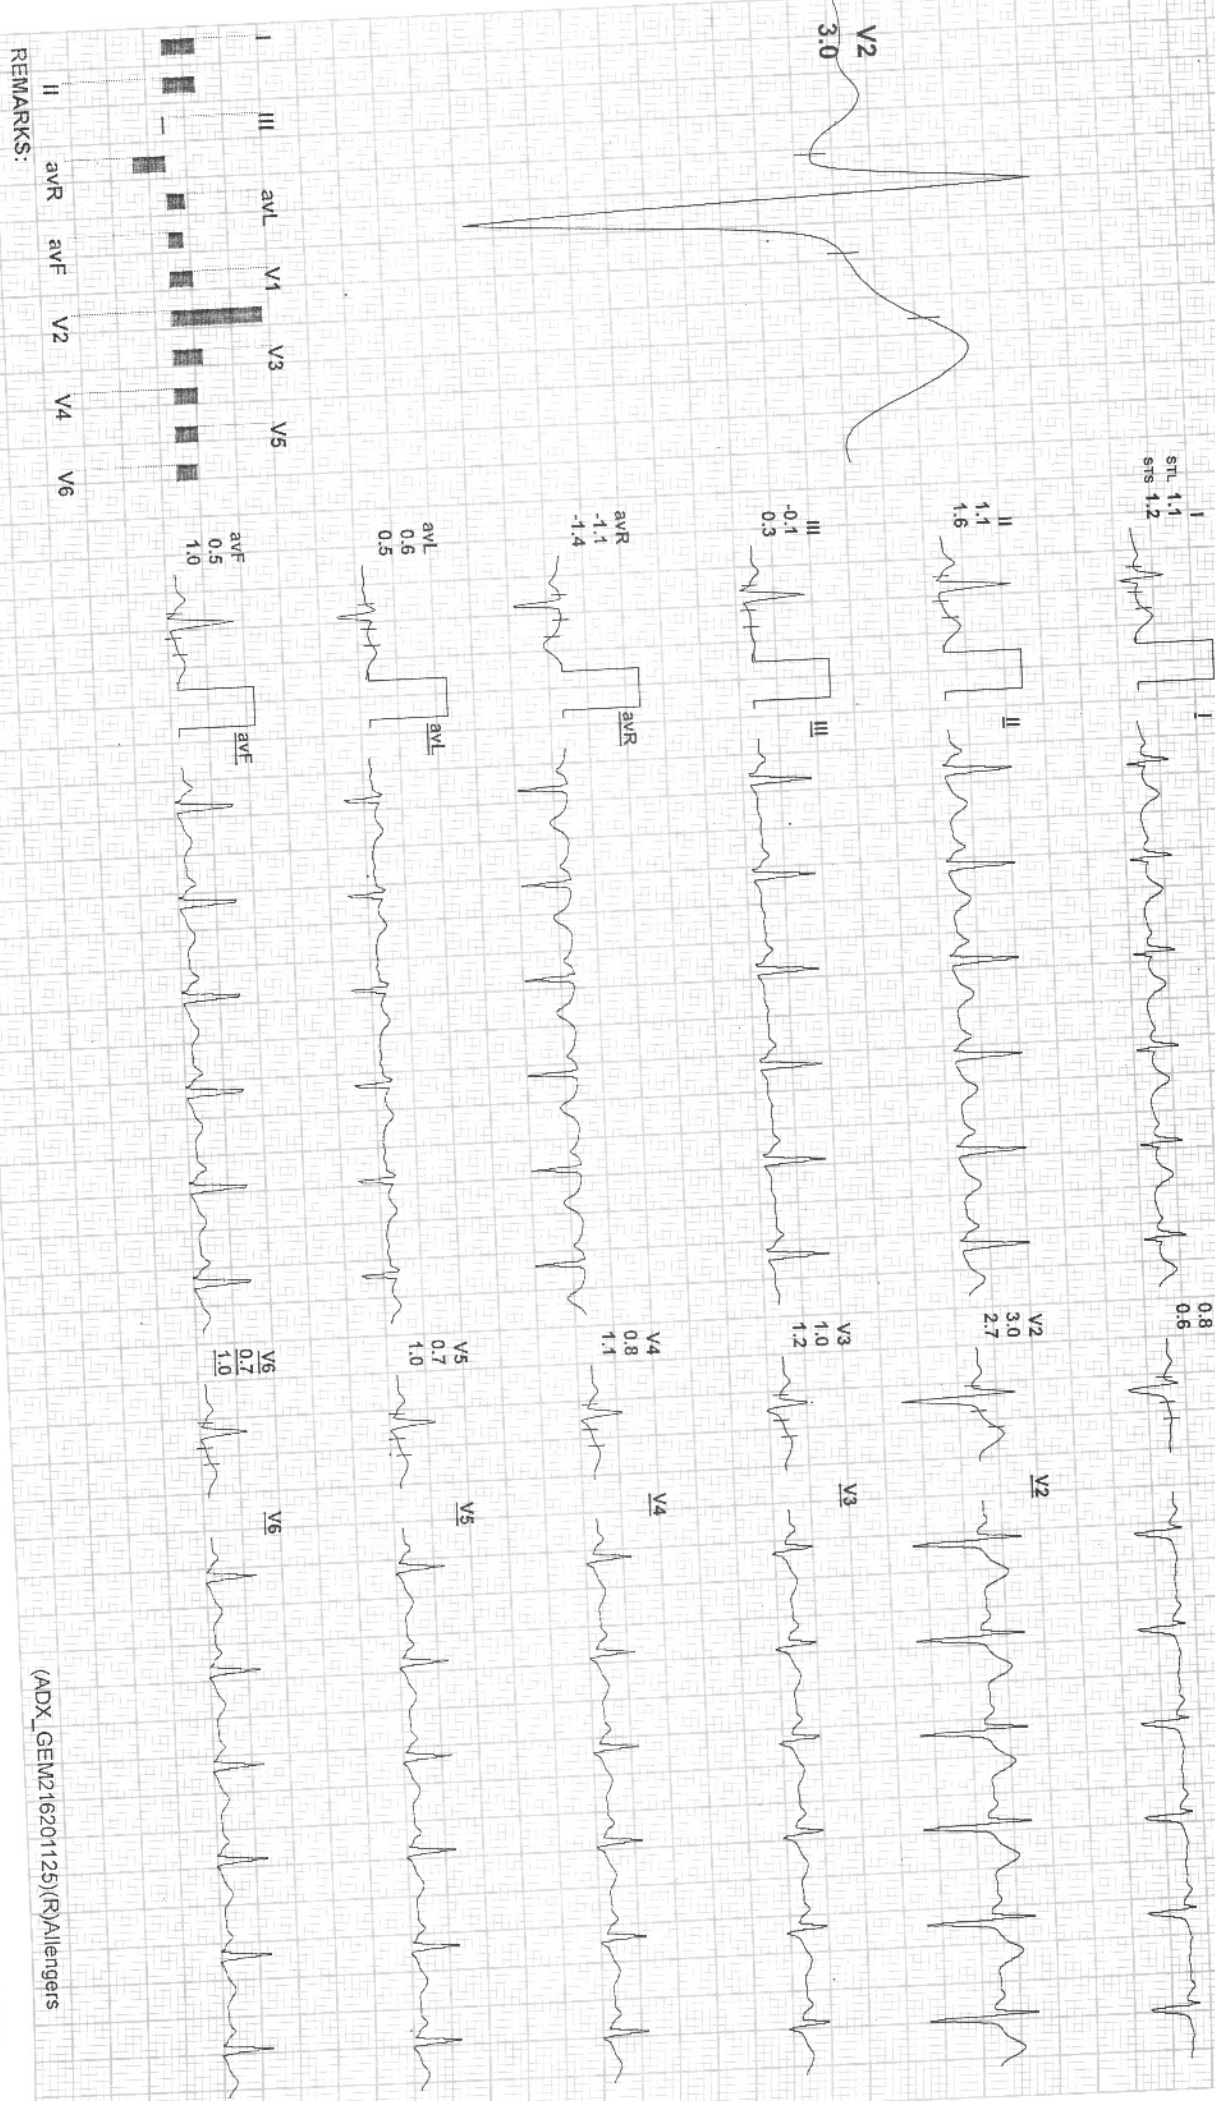 V2
3.0
I
II
III
avR
avL
avF
V1
V2
V3
V4
V5
V6
REMARKS:
I
STL 1.1
STS 1.2
I
0.8
0.6
II
1.1
1.6
II
V2
3.0
2.7
V2
III
-0.1
0.3
III
V3
1.0
1.2
V3
avR
-1.1
-1.4
avR
V4
0.8
1.1
V4
avL
0.6
0.5
avL
V5
0.7
1.0
V5
avF
0.5
1.0
avF
V6
0.7
1.0
V6
(ADX_GEM216201125)(R)Allengers